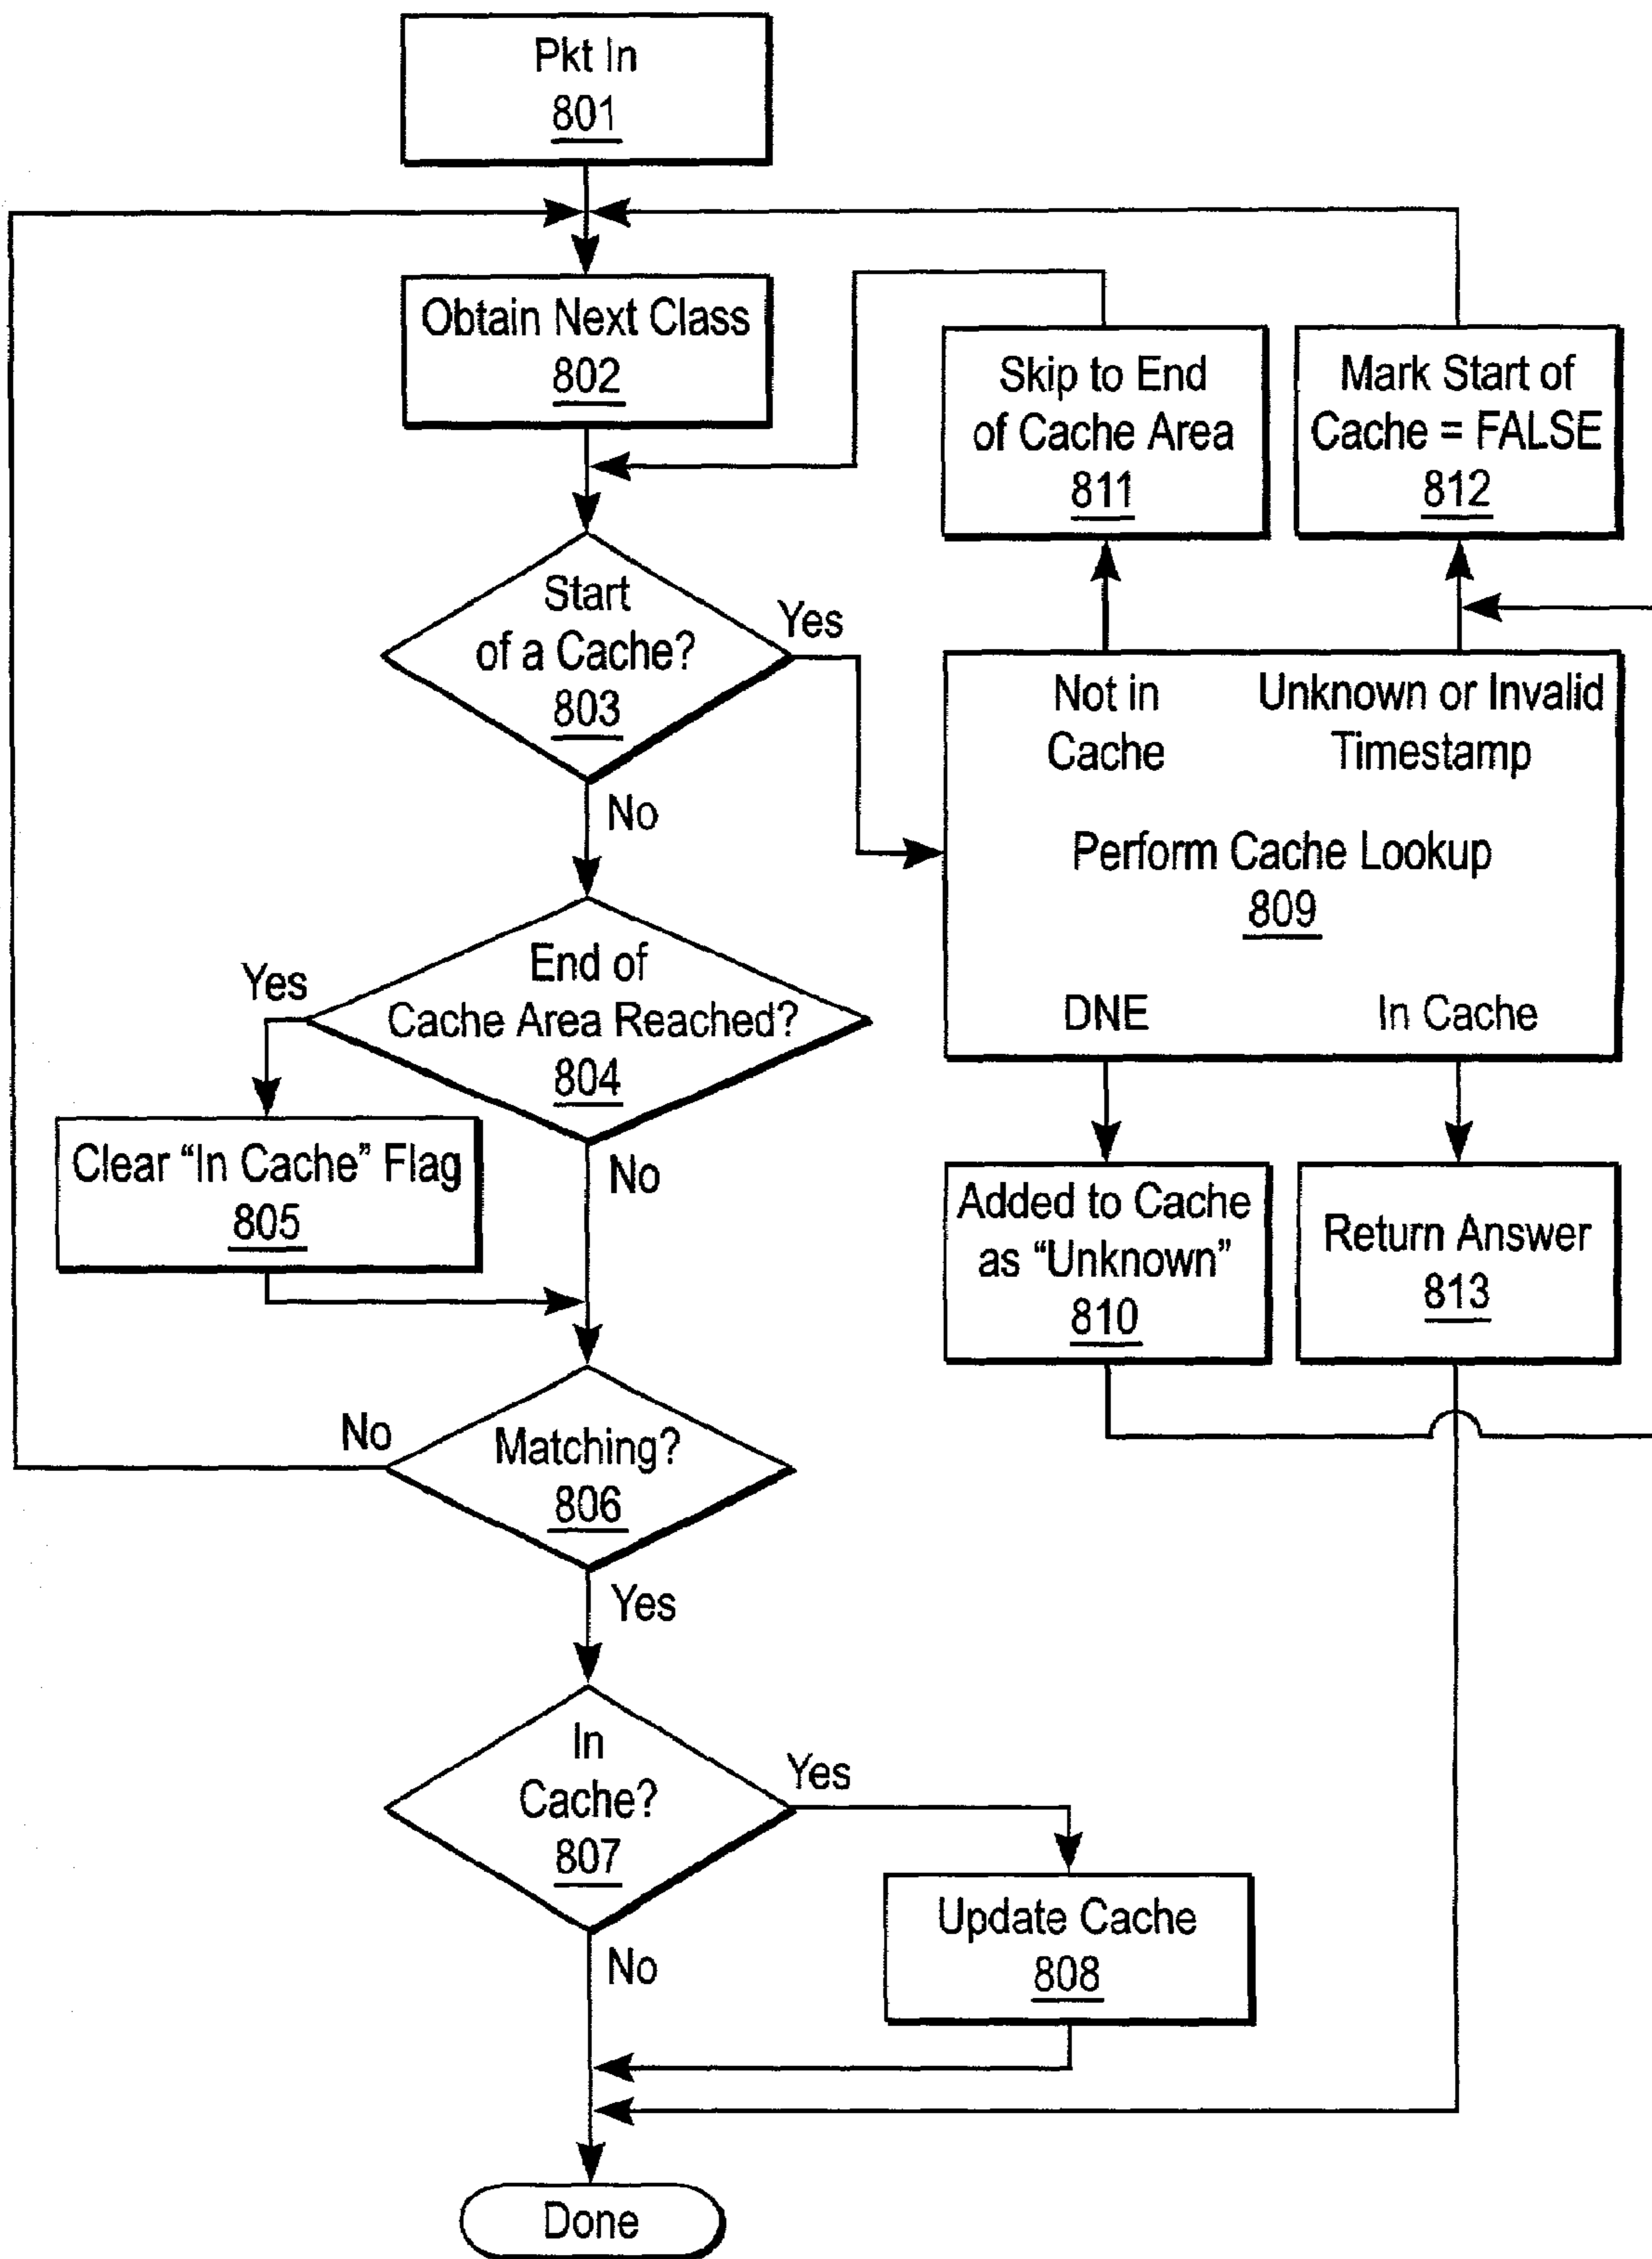 Pkt In
801
Obtain Next Class
802
Skip to End
of Cache Area
811
Mark Start of
Cache = FALSE
812
Start
of a Cache?
803
Yes
No
Not in
Cache
Unknown or Invalid
Timestamp
Perform Cache Lookup
809
DNE
In Cache
End of
Cache Area Reached?
804
Yes
No
Clear “In Cache” Flag
805
Added to Cache
as “Unknown”
810
Return Answer
813
Matching?
806
No
Yes
In
Cache?
807
Yes
No
Update Cache
808
Done